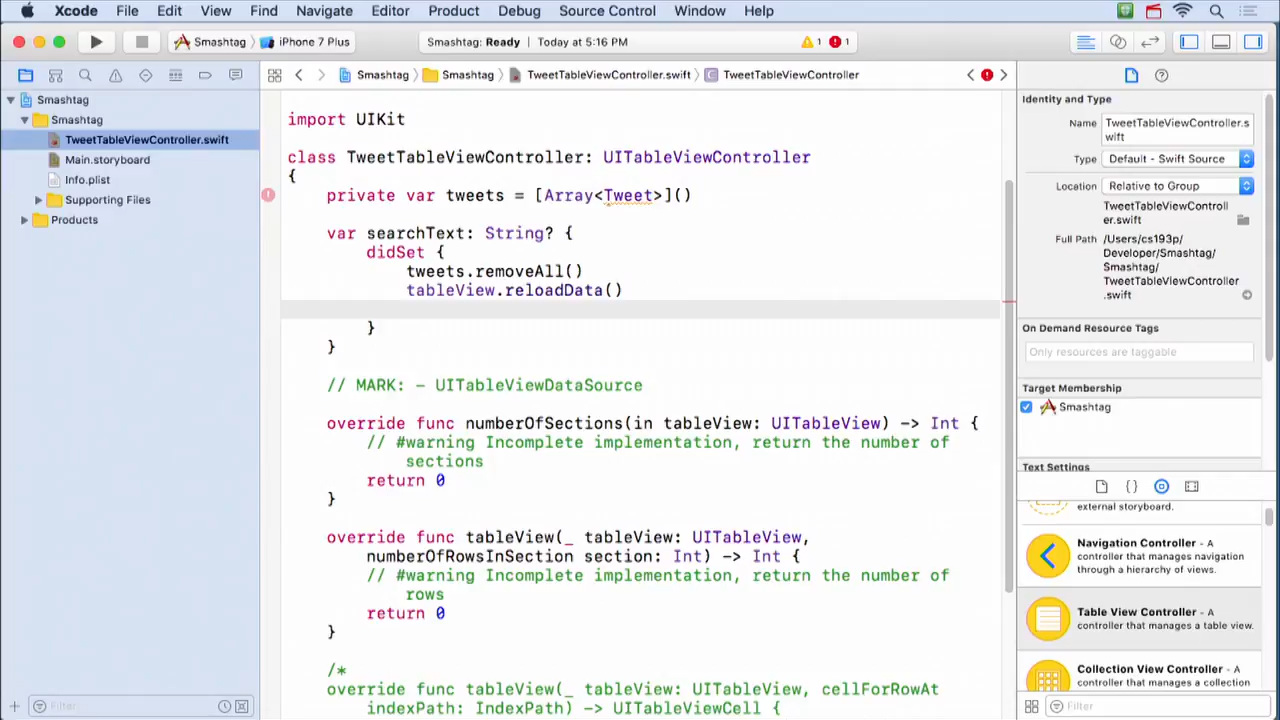 Xcode File Edit View Find Navigate Editor Product Debug Source Control Window Help
Smashtag iPhone 7 Plus Smashtag: Ready Today at 5:16 PM 1 1
Smashtag Smashtag TweetTableViewController.swift C TweetTableViewController
Smashtag
Smashtag
TweetTableViewController.swift
Main.storyboard
Info.plist
Supporting Files
Products
Filter
import UIKit
class TweetTableViewController: UITableViewController
{
private var tweets = [Array<Tweet>]()
var searchText: String? {
didSet {
tweets.removeAll()
tableView.reloadData()
}
}
// MARK: - UITableViewDataSource
override func numberOfSections(in tableView: UITableView) -> Int {
// #warning Incomplete implementation, return the number of
sections
return 0
}
override func tableView(_ tableView: UITableView,
numberOfRowsInSection section: Int) -> Int {
// #warning Incomplete implementation, return the number of
rows
return 0
}
/*
override func tableView(_ tableView: UITableView, cellForRowAt
indexPath: IndexPath) -> UITableViewCell {
Identity and Type
Name TweetTableViewController.s
wift
Type Default - Swift Source
Location Relative to Group
TweetTableViewControll
er.swift
Full Path /Users/cs193p/
Developer/Smashtag/
Smashtag/
TweetTableViewController
.swift
On Demand Resource Tags
Only resources are taggable
Target Membership
Smashtag
Text Settings
{ }
external storyboard.
Navigation Controller - A
controller that manages navigation
through a hierarchy of views.
Table View Controller - A
controller that manages a table view.
Collection View Controller - A
controller that manages a collection
Filter